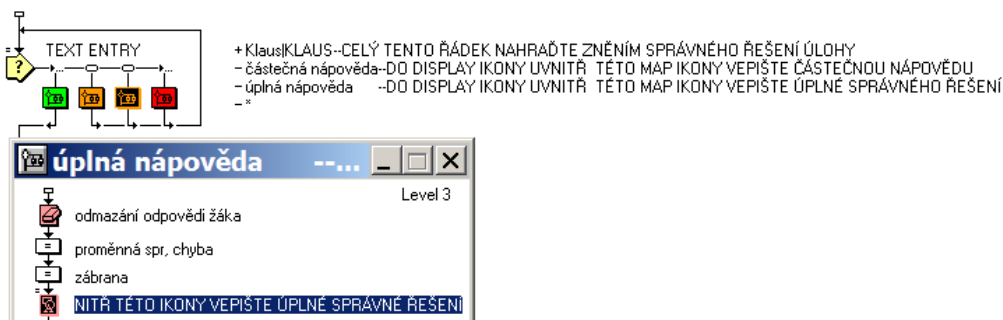 TEXT ENTRY
+ Klaus|KLAUS--CELÝ TENTO ŘÁDEK NAHRAĎTE ZNĚNÍM SPRÁVNÉHO ŘEŠENÍ ÚLOHY
- částečná nápověda--DO DISPLAY IKONY UVNITŘ TÉTO MAP IKONY VEPIŠTE ČÁSTEČNOU NÁPOVĚDU
- úplná nápověda --DO DISPLAY IKONY UVNITŘ TÉTO MAP IKONY VEPIŠTE ÚPLNÉ SPRÁVNÉHO ŘEŠENÍ
- *
úplná nápověda --...
Level 3
odmazání odpovědi žáka
proměnná spr, chyba
zábrana
NITŘ TÉTO IKONY VEPIŠTE ÚPLNÉ SPRÁVNÉ ŘEŠENÍ